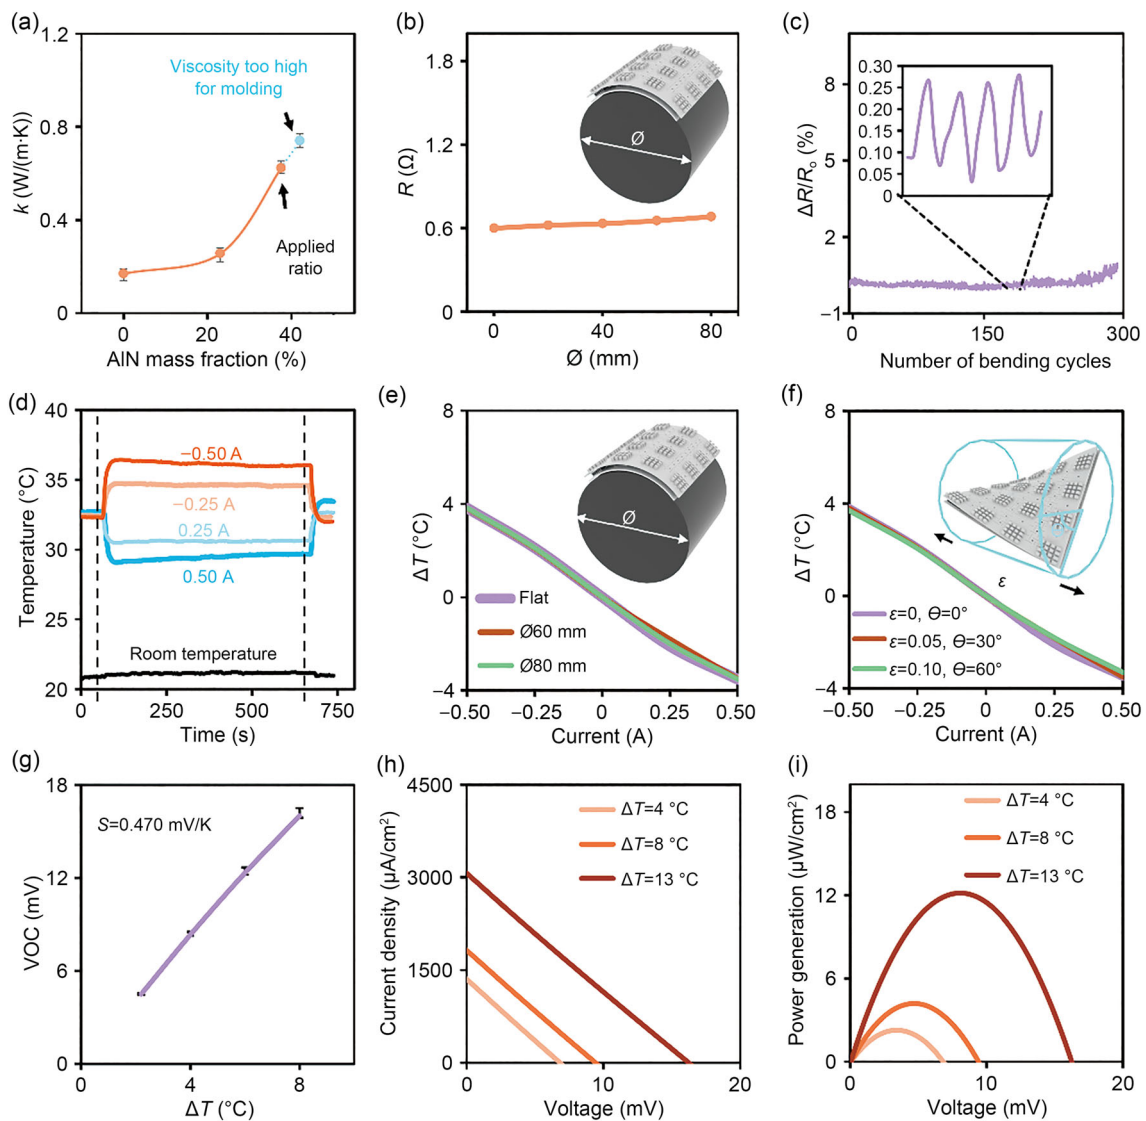 (a)
1.2
0.8
0.4
0
k (W/(m·K))
Viscosity too high
for molding
Applied
ratio
0
20
40
AlN mass fraction (%)
(b)
1.8
1.2
0.6
0
R (Ω)
Ø
0
40
80
Ø (mm)
(c)
8
5
2
−1
ΔR/R₀ (%)
0.30
0.25
0.20
0.15
0.10
0.05
0
0
150
300
Number of bending cycles
(d)
40
35
30
25
20
Temperature (°C)
−0.50 A
−0.25 A
0.25 A
0.50 A
Room temperature
0
250
500
750
Time (s)
(e)
8
4
0
−4
ΔT (°C)
Ø
Flat
Ø60 mm
Ø80 mm
−0.50
−0.25
0
0.25
0.50
Current (A)
(f)
8
4
0
−4
ΔT (°C)
ε
ε=0, Ɵ=0°
ε=0.05, Ɵ=30°
ε=0.10, Ɵ=60°
−0.50
−0.25
0
0.25
0.50
Current (A)
(g)
18
12
6
0
VOC (mV)
S=0.470 mV/K
0
4
8
ΔT (°C)
(h)
4500
3000
1500
0
Current density (μA/cm²)
ΔT=4 °C
ΔT=8 °C
ΔT=13 °C
0
10
20
Voltage (mV)
(i)
18
12
6
0
Power generation (μW/cm²)
ΔT=4 °C
ΔT=8 °C
ΔT=13 °C
0
10
20
Voltage (mV)